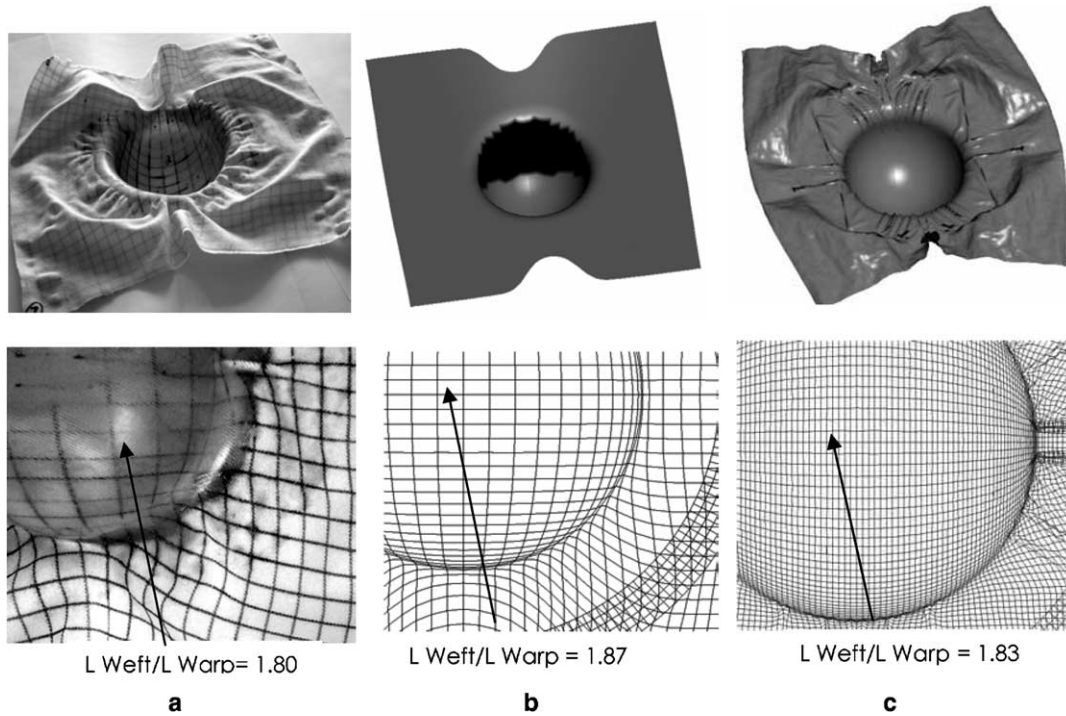 L Weft/L Warp= 1.80
L Weft/L Warp = 1.87
L Weft/L Warp = 1.83
a
b
c